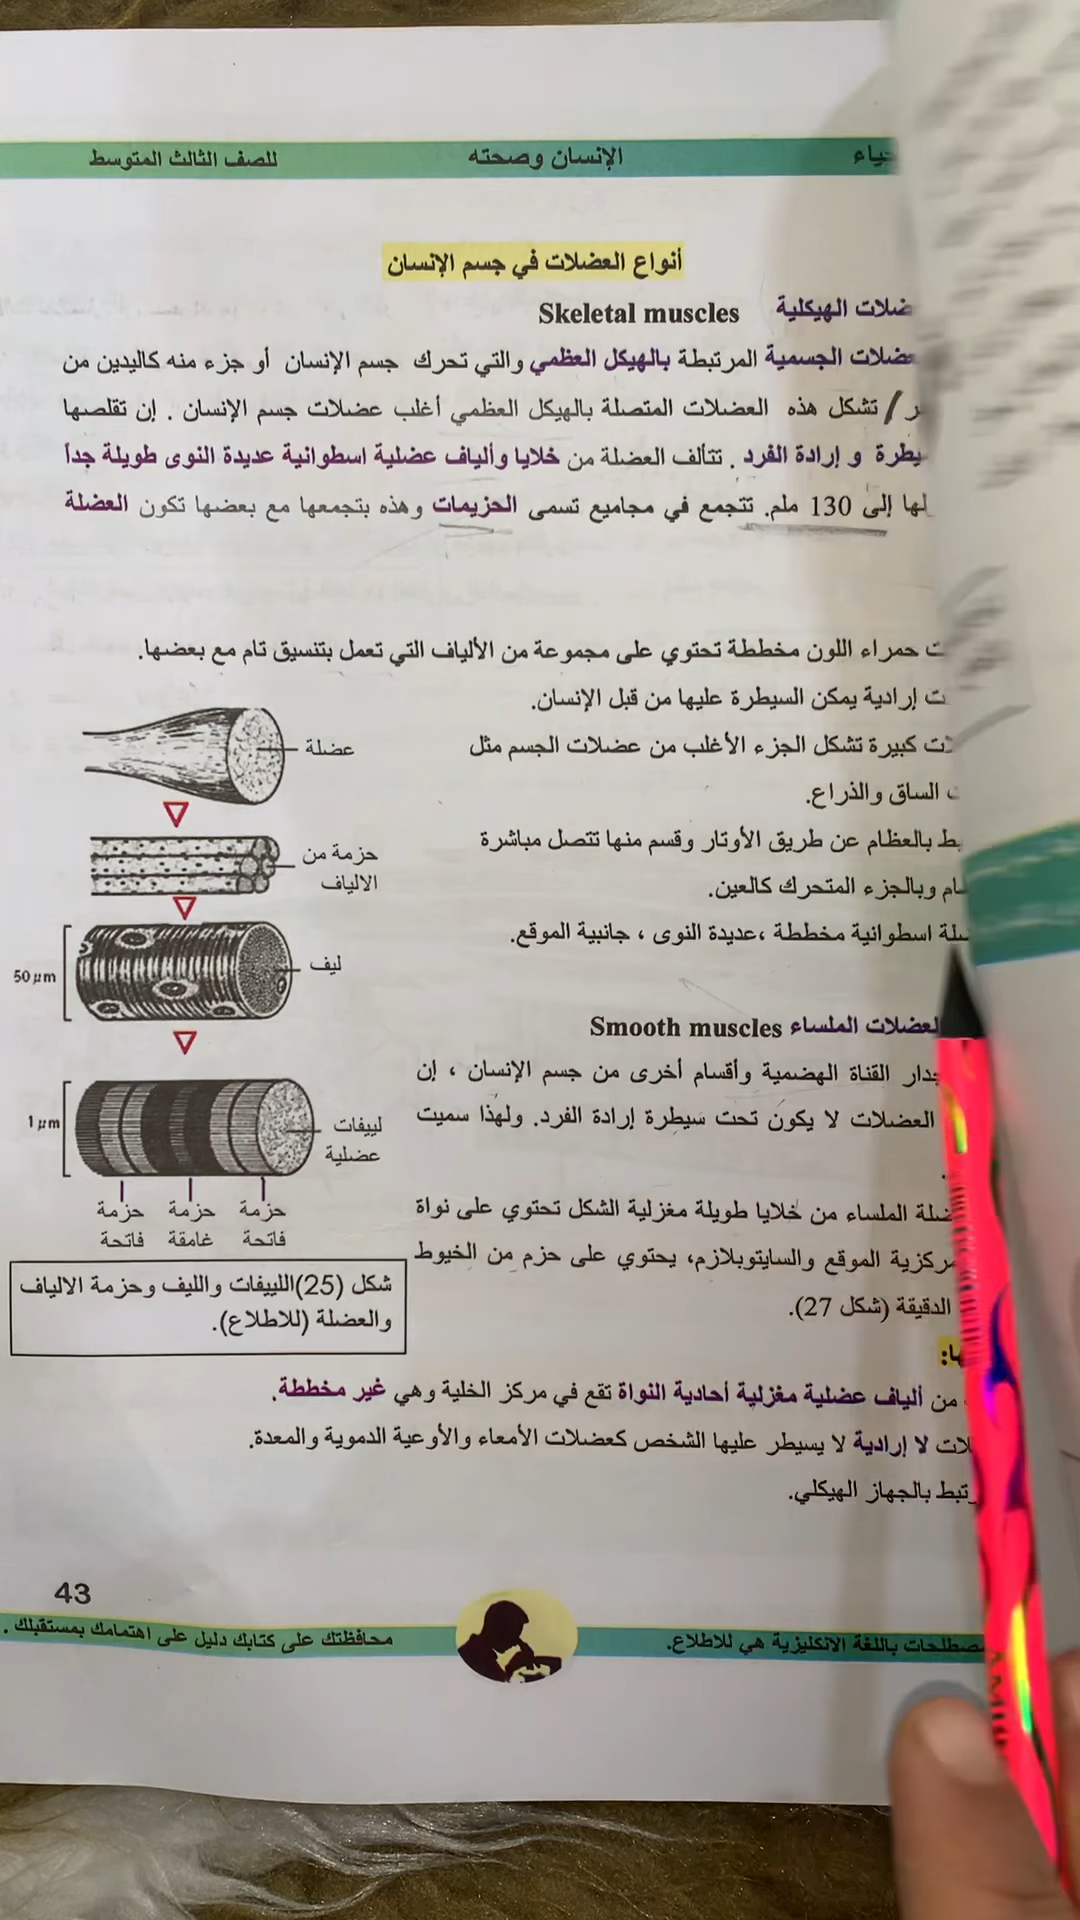 الإنسان وصحته
للصف الثالث المتوسط
أنواع العضلات في جسم الإنسان
الهيكلية Skeletal muscles
الجسمية المرتبطة بالهيكل العظمي والتي تحرك جسم الإنسان أو جزء منه كاليدين من
تشكل هذه العضلات المتصلة بالهيكل العظمي أغلب عضلات جسم الإنسان . إن تقلصها
و إرادة الفرد . تتألف العضلة من خلايا وألياف عضلية اسطوانية عديدة النوى طويلة جداً
إلى 130 ملم. تتجمع في مجاميع تسمى الحزيمات وهذه بتجمعها مع بعضها تكون العضلة
حمراء اللون مخططة تحتوي على مجموعة من الألياف التي تعمل بتنسيق تام مع بعضها.
إرادية يمكن السيطرة عليها من قبل الإنسان.
كبيرة تشكل الجزء الأغلب من عضلات الجسم مثل
الساق والذراع.
بالعظام عن طريق الأوتار وقسم منها تتصل مباشرة
وبالجزء المتحرك كالعين.
اسطوانية مخططة ،عديدة النوى ، جانبية الموقع.
عضلة
حزمة من
الالياف
ليف
50 µm
لييفات
عضلية
1 µm
حزمة حزمة حزمة
فاتحة غامقة فاتحة
شكل (25)اللييفات والليف وحزمة الالياف
والعضلة (للاطلاع).
العضلات الملساء Smooth muscles
جدار القناة الهضمية وأقسام أخرى من جسم الإنسان ، إن
العضلات لا يكون تحت سيطرة إرادة الفرد. ولهذا سميت
الملساء من خلايا طويلة مغزلية الشكل تحتوي على نواة
مركزية الموقع والسايتوبلازم، يحتوي على حزم من الخيوط
الدقيقة (شكل 27).
من ألياف عضلية مغزلية أحادية النواة تقع في مركز الخلية وهي غير مخططة.
لا إرادية لا يسيطر عليها الشخص كعضلات الأمعاء والأوعية الدموية والمعدة.
بالجهاز الهيكلي.
43
باللغة الانكليزية هي للاطلاع.
محافظتك على كتابك دليل على اهتمامك بمستقبلك .